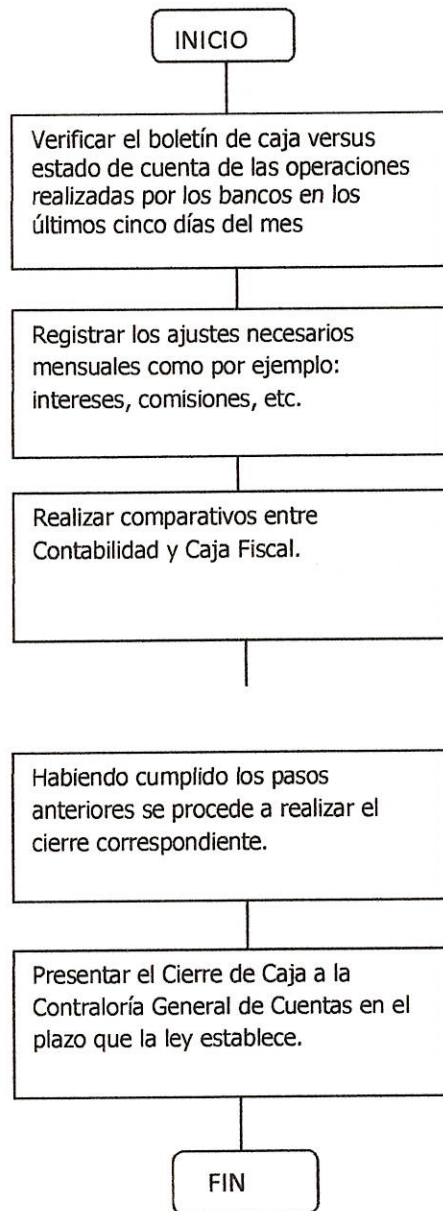 INICIO
Verificar el boletín de caja versus
estado de cuenta de las operaciones
realizadas por los bancos en los
últimos cinco días del mes
Registrar los ajustes necesarios
mensuales como por ejemplo:
intereses, comisiones, etc.
Realizar comparativos entre
Contabilidad y Caja Fiscal.
Habiendo cumplido los pasos
anteriores se procede a realizar el
cierre correspondiente.
Presentar el Cierre de Caja a la
Contraloría General de Cuentas en el
plazo que la ley establece.
FIN